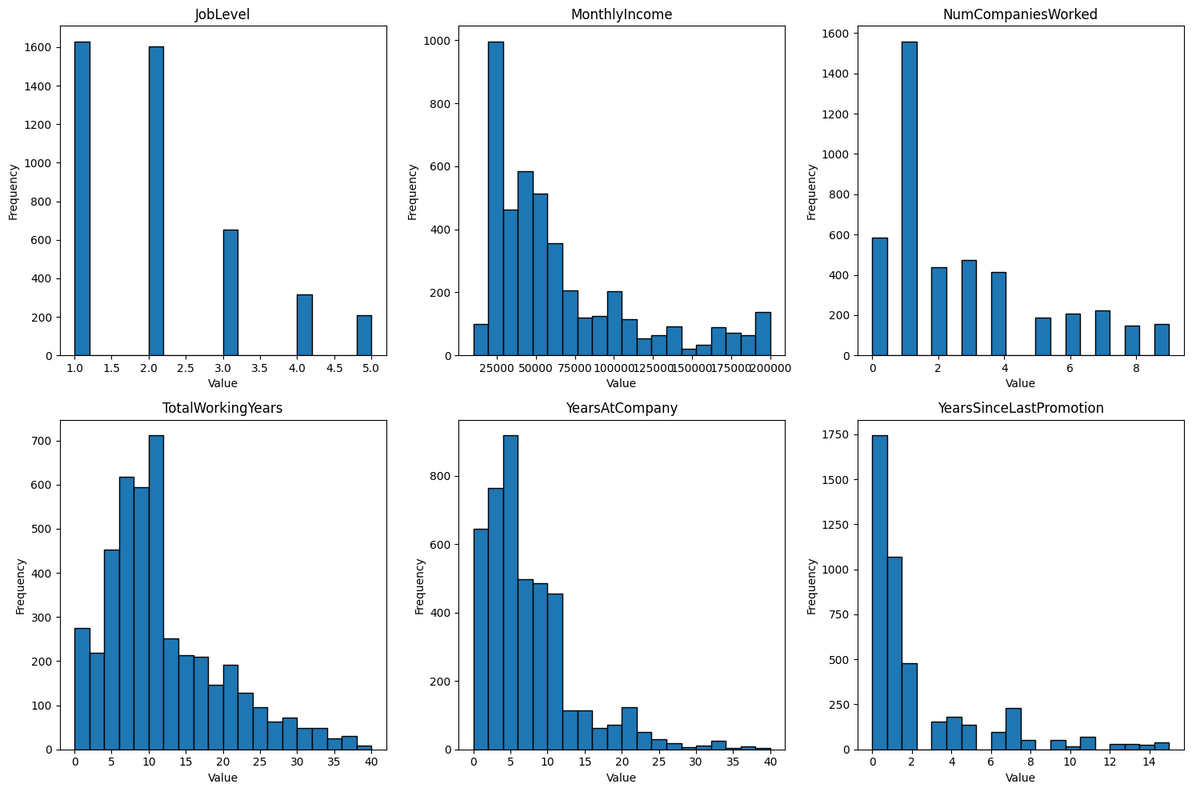 JobLevel
1600
1400
1200
1000
800
600
400
200
0
Frequency
1.0 1.5 2.0 2.5 3.0 3.5 4.0 4.5 5.0
Value
MonthlyIncome
1000
800
600
400
200
0
Frequency
25000 50000 75000 100000 125000 150000 175000 200000
Value
NumCompaniesWorked
1600
1400
1200
1000
800
600
400
200
0
Frequency
0 2 4 6 8
Value
TotalWorkingYears
700
600
500
400
300
200
100
0
Frequency
0 5 10 15 20 25 30 35 40
Value
YearsAtCompany
800
600
400
200
0
Frequency
0 5 10 15 20 25 30 35 40
Value
YearsSinceLastPromotion
1750
1500
1250
1000
750
500
250
0
Frequency
0 2 4 6 8 10 12 14
Value